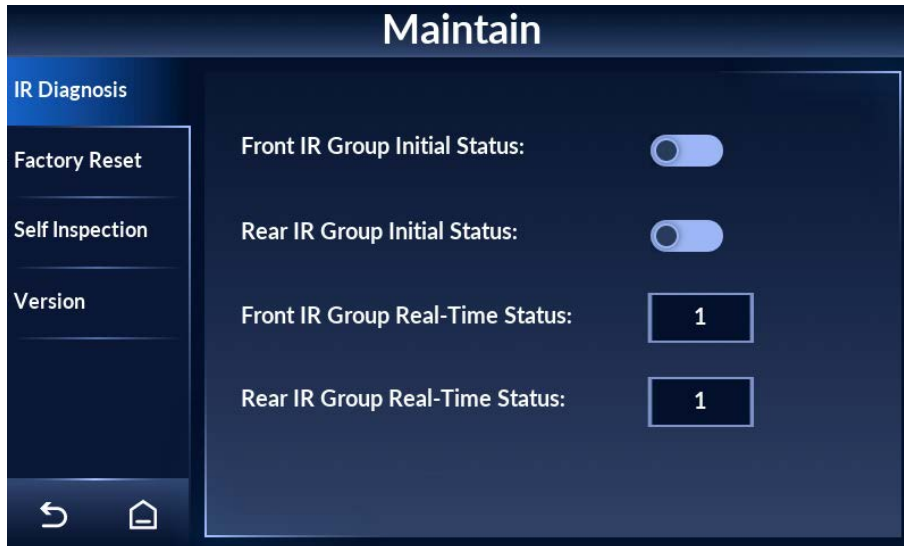 Maintain
IR Diagnosis
Factory Reset
Self Inspection
Version
Front IR Group Initial Status:
Rear IR Group Initial Status:
Front IR Group Real-Time Status:
1
Rear IR Group Real-Time Status:
1